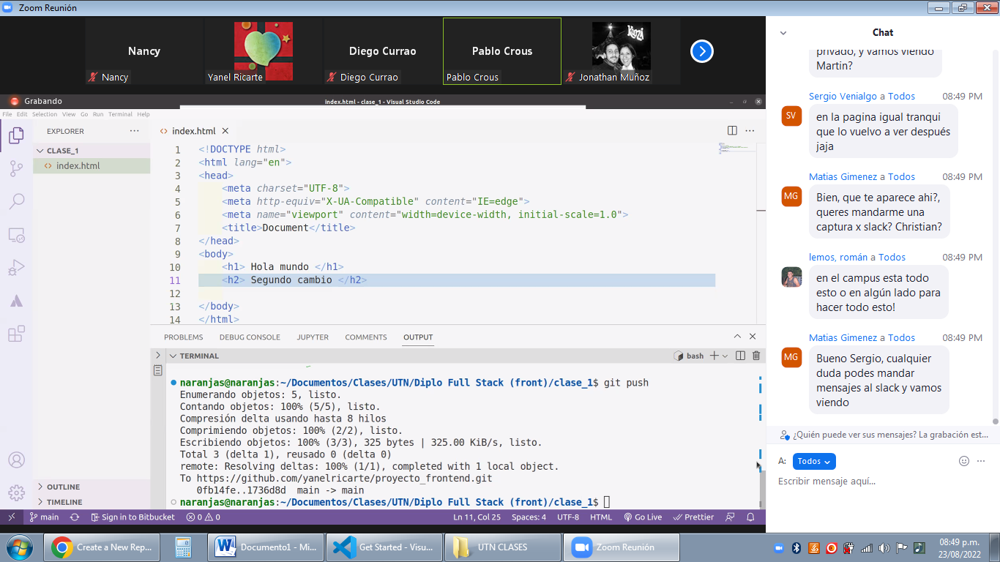 Zoom Reunión
Nancy
Diego Currao
Pablo Crous
KOOZA
Nancy
Yanel Ricarte
Diego Currao
Pablo Crous
Jonathan Muñoz
Grabando
index.html - clase_1 - Visual Studio Code
File Edit Selection View Go Run Terminal Help
EXPLORER
CLASE_1
index.html
OUTLINE
TIMELINE
index.html
1 <!DOCTYPE html>
2 <html lang="en">
3 <head>
4 <meta charset="UTF-8">
5 <meta http-equiv="X-UA-Compatible" content="IE=edge">
6 <meta name="viewport" content="width=device-width, initial-scale=1.0">
7 <title>Document</title>
8 </head>
9 <body>
10 <h1> Hola mundo </h1>
11 <h2> Segundo cambio </h2>
12
13 </body>
14 </html>
PROBLEMS DEBUG CONSOLE JUPYTER COMMENTS OUTPUT
TERMINAL
bash
naranjas@naranjas:~/Documentos/Clases/UTN/Diplo Full Stack (front)/clase_1$ git push
Enumerando objetos: 5, listo.
Contando objetos: 100% (5/5), listo.
Compresión delta usando hasta 8 hilos
Comprimiendo objetos: 100% (2/2), listo.
Escribiendo objetos: 100% (3/3), 325 bytes | 325.00 KiB/s, listo.
Total 3 (delta 1), reusado 0 (delta 0)
remote: Resolving deltas: 100% (1/1), completed with 1 local object.
To https://github.com/yanelricarte/proyecto_frontend.git
0fb14fe..1736d8d main -> main
naranjas@naranjas:~/Documentos/Clases/UTN/Diplo Full Stack (front)/clase_1$
main Sign in to Bitbucket 0 0 Ln 11, Col 25 Spaces: 4 UTF-8 HTML Go Live Prettier
Chat
privado, y vamos viendo
Martin?
Sergio Venialgo a Todos 08:49 PM
SV
en la pagina igual tranqui
que lo vuelvo a ver después
jaja
Matias Gimenez a Todos 08:49 PM
MG
Bien, que te aparece ahi?,
queres mandarme una
captura x slack? Christian?
lemos, román a Todos 08:49 PM
en el campus esta todo
esto o en algún lado para
hacer todo esto!
Matias Gimenez a Todos 08:49 PM
MG
Bueno Sergio, cualquier
duda podes mandar
mensajes al slack y vamos
viendo
¿Quién puede ver sus mensajes? La grabación est...
A: Todos
Escribir mensaje aquí...
Create a New Rep...
Documento1 - Mi...
Get Started - Visu...
UTN CLASES
Zoom Reunión
08:49 p.m.
23/08/2022